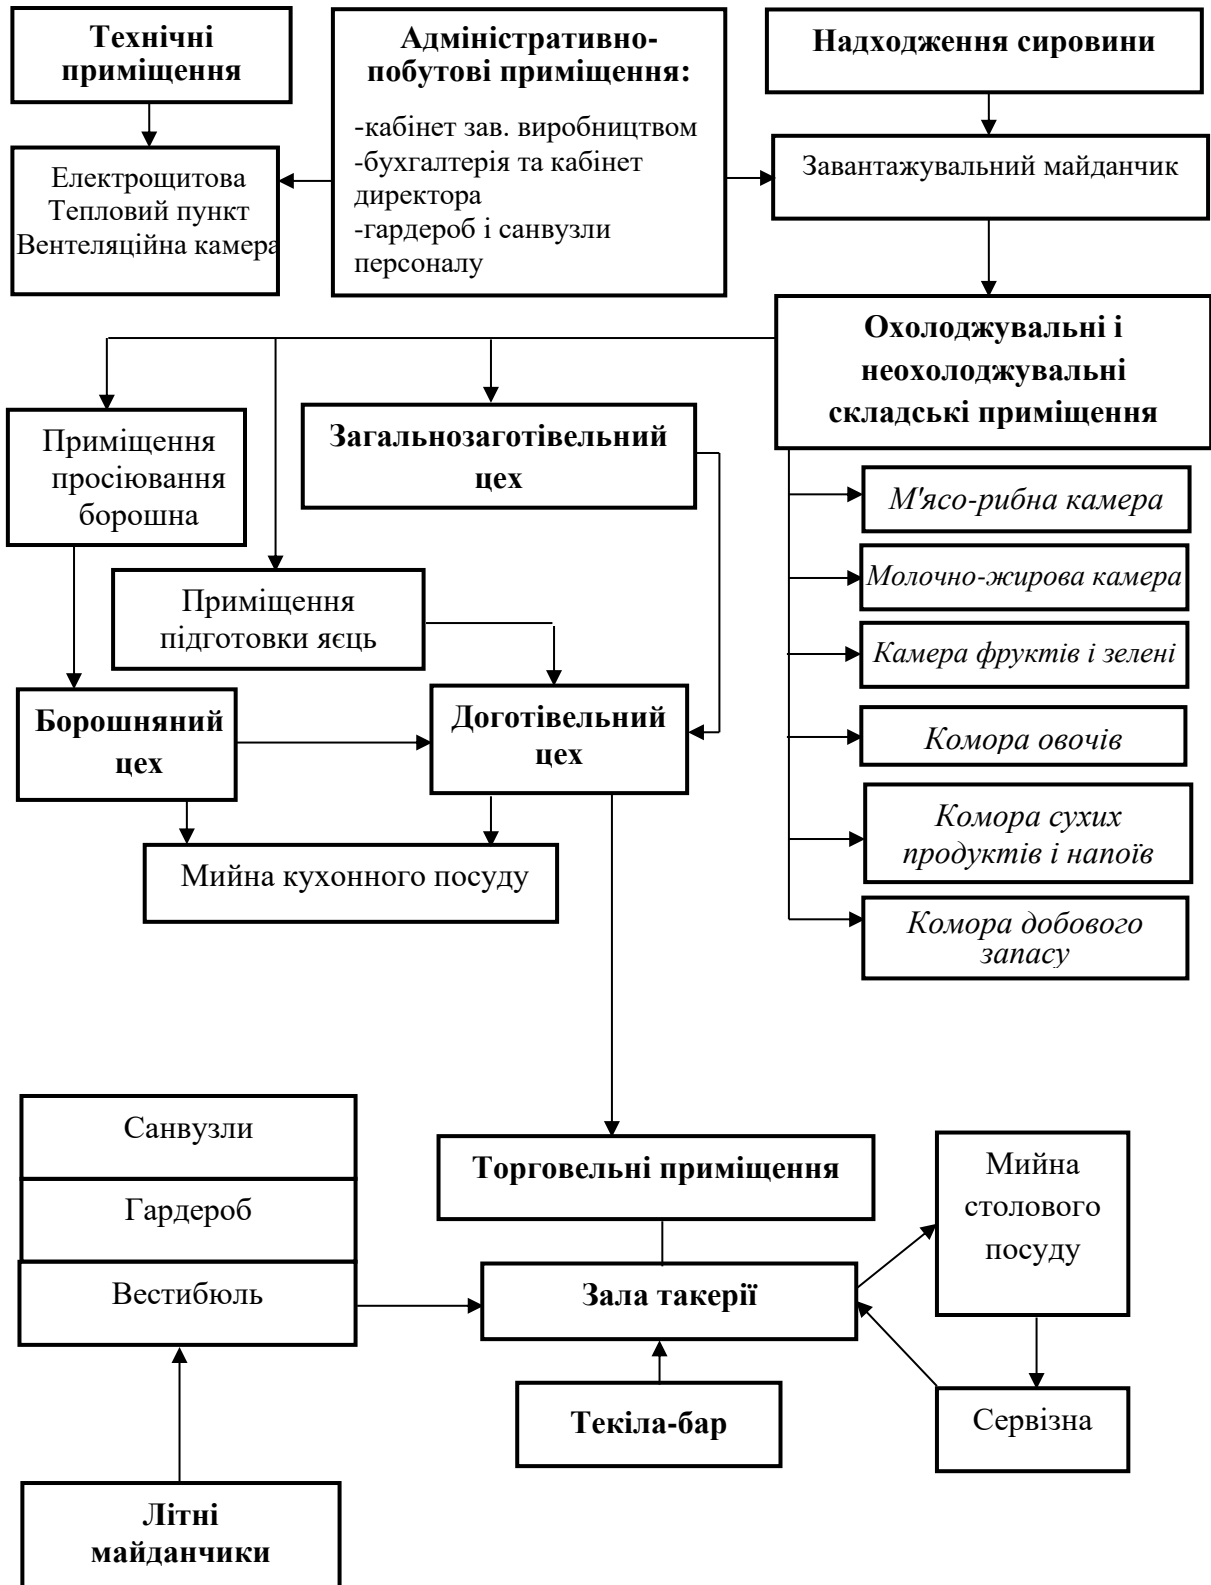 Технічні
приміщення
Адміністративно-
побутові приміщення:
-кабінет зав. виробництвом
-бухгалтерія та кабінет
директора
-гардероб і санвузли
персоналу
Надходження сировини
Електрощитова
Тепловий пункт
Вентеляційна камера
Завантажувальний майданчик
Охолоджувальні і
неохолоджувальні
складські приміщення
Приміщення
просіювання
борошна
Загальнозаготівельний
цех
М'ясо-рибна камера
Молочно-жирова камера
Приміщення
підготовки яєць
Камера фруктів і зелені
Борошняний
цех
Доготівельний
цех
Комора овочів
Комора сухих
продуктів і напоїв
Мийна кухонного посуду
Комора добового
запасу
Санвузли
Гардероб
Вестибюль
Торговельні приміщення
Мийна
столового
посуду
Зала такерії
Текіла-бар
Сервізна
Літні
майданчики